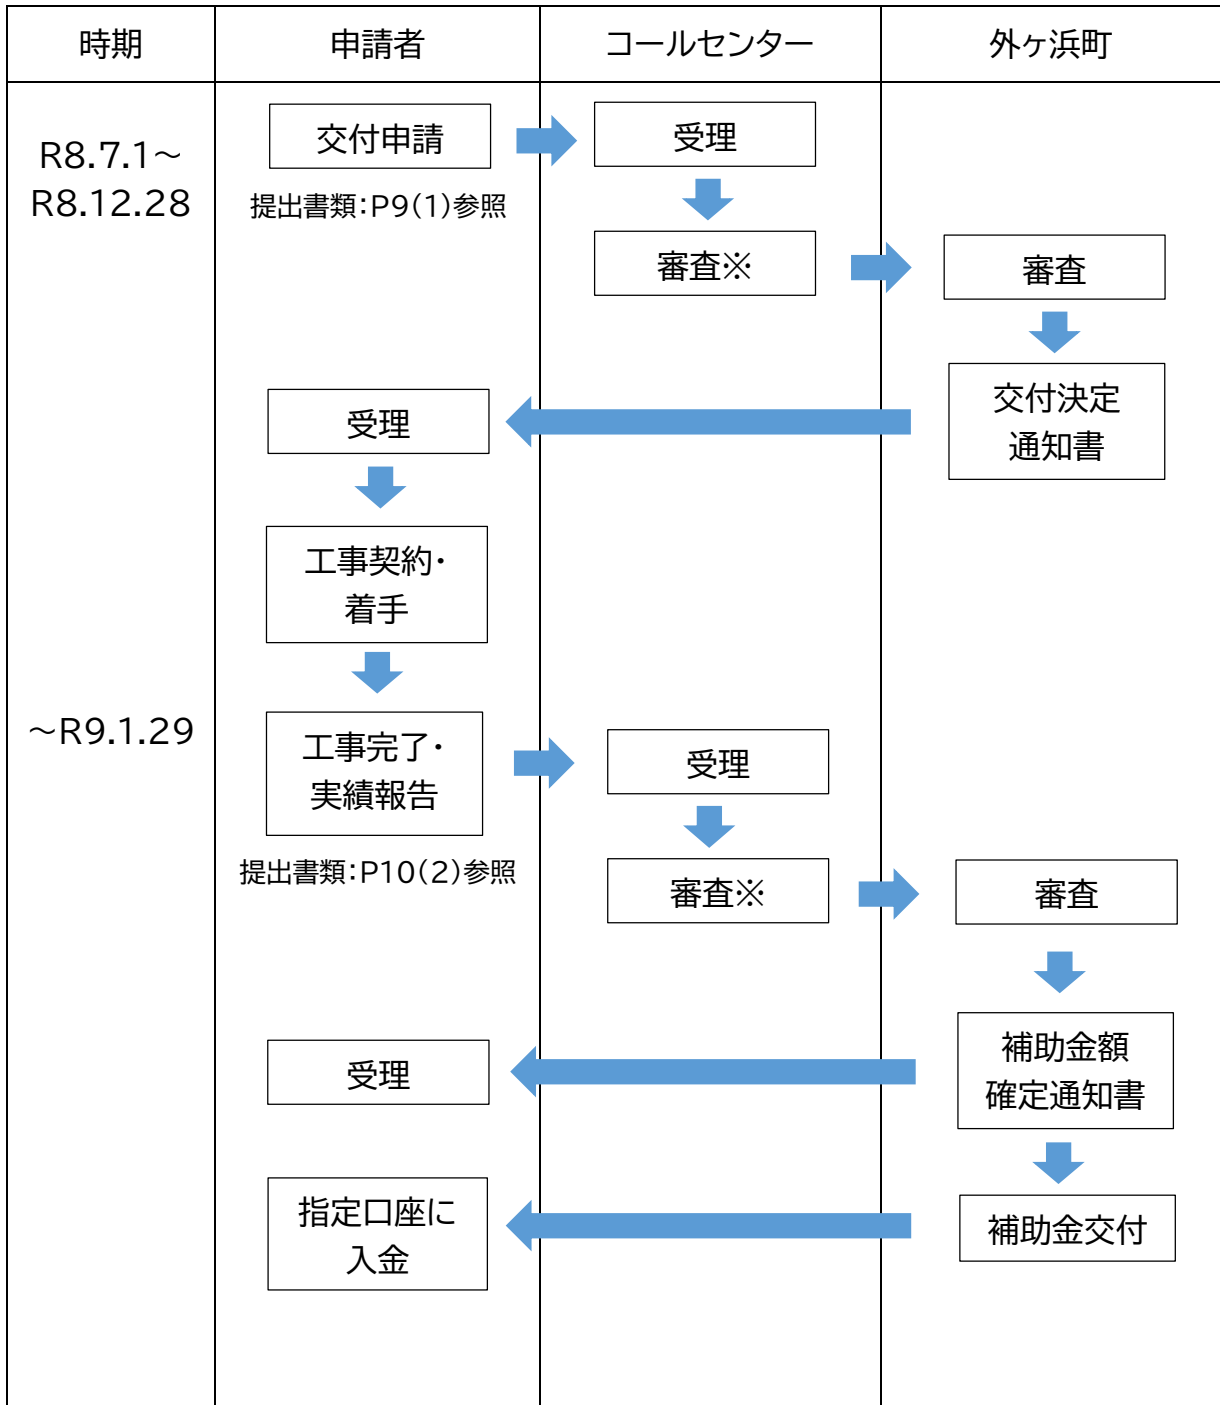 時期
申請者
コールセンター
外ヶ浜町
R8.7.1～
R8.12.28
交付申請
提出書類：P9(1)参照
受理
審査※
審査
交付決定
通知書
受理
工事契約・
着手
～R9.1.29
工事完了・
実績報告
提出書類：P10(2)参照
受理
審査※
審査
補助金額
確定通知書
受理
補助金交付
指定口座に
入金